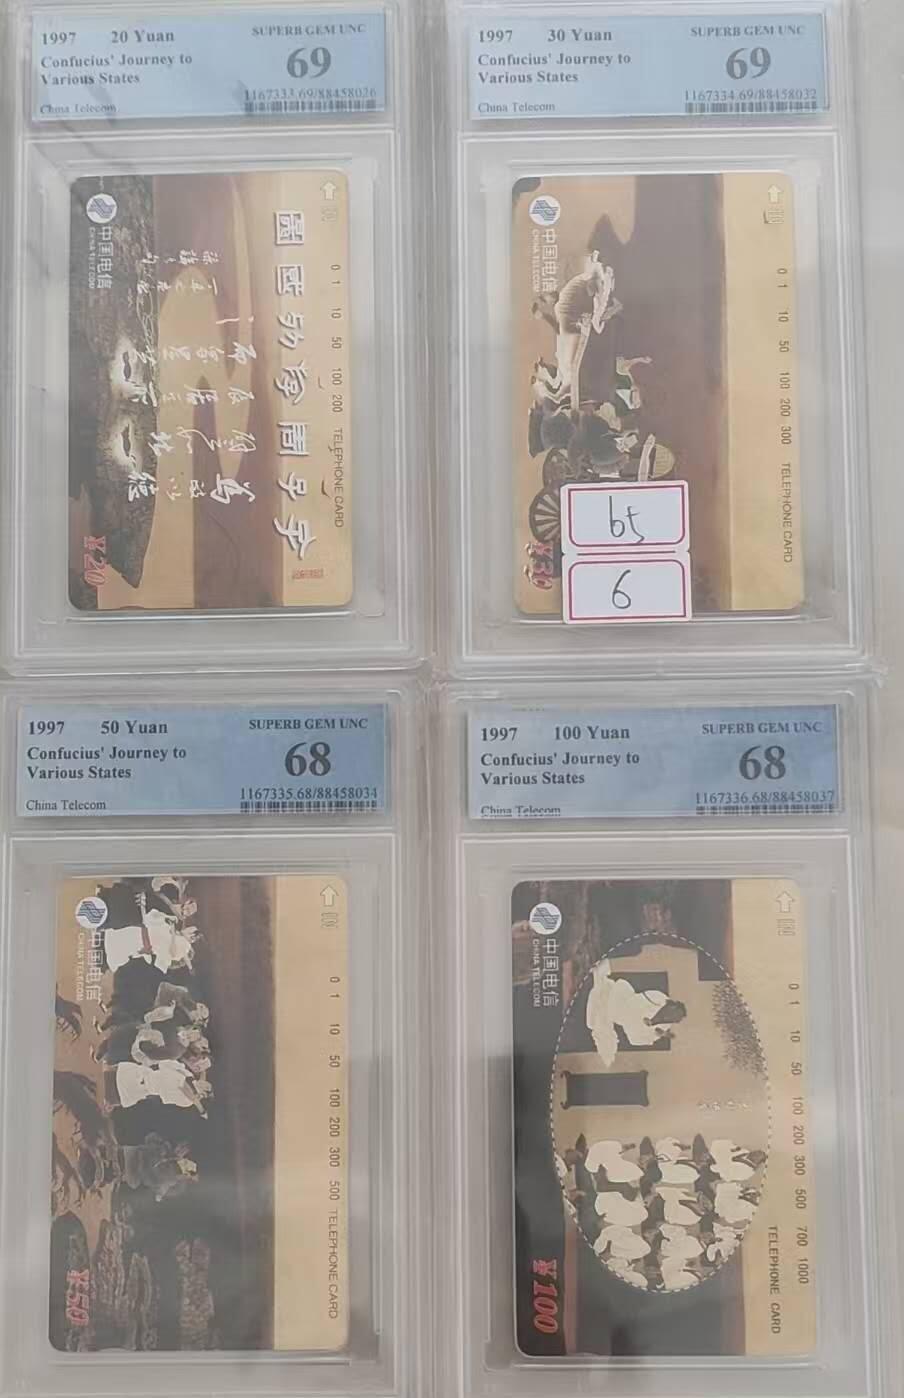 1997 20 Yuan SUPERB GEM UNC
Confucius' Journey to
Various States
69
1167333.69/88458026
China Telecom
IN
中国电信
CHINA TELECOM
0 1 10 50 100 200 TELEPHONE CARD
¥20
1997 30 Yuan SUPERB GEM UNC
Confucius' Journey to
Various States
69
1167334.69/88458032
China Telecom
中国电信
CHINA TELECOM
0 1 10 50 100 200 300 TELEPHONE CARD
¥30
65
6
1997 50 Yuan SUPERB GEM UNC
Confucius' Journey to
Various States
68
1167335.68/88458034
China Telecom
IN
中国电信
CHINA TELECOM
0 1 10 50 100 200 300 500 TELEPHONE CARD
¥50
1997 100 Yuan SUPERB GEM UNC
Confucius' Journey to
Various States
68
1167336.68/88458037
China Telecom
IN
中国电信
CHINA TELECOM
0 1 10 50 100 200 300 500 700 1000
TELEPHONE CARD
¥100